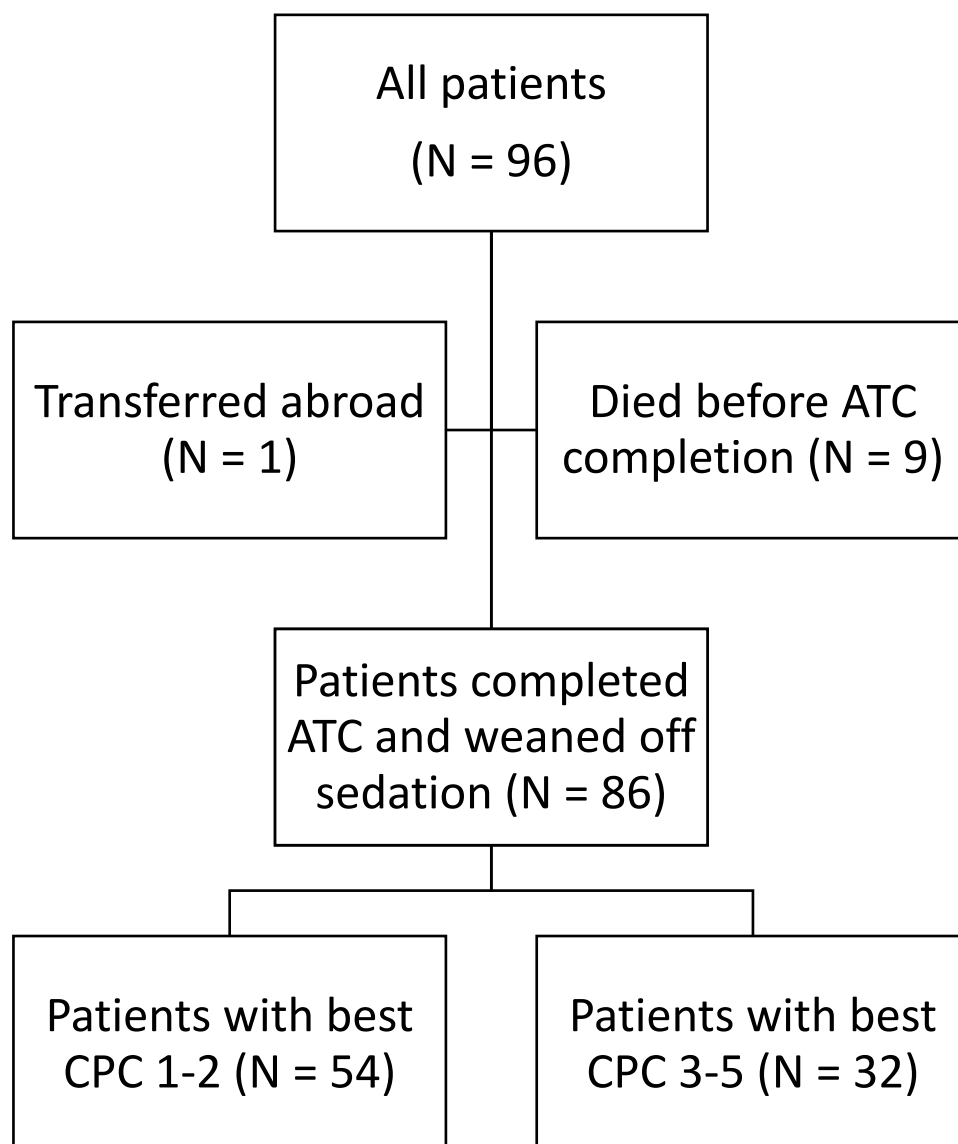 All patients
(N = 96)
Transferred abroad
(N = 1)
Died before ATC
completion (N = 9)
Patients completed
ATC and weaned off
sedation (N = 86)
Patients with best
CPC 1-2 (N = 54)
Patients with best
CPC 3-5 (N = 32)